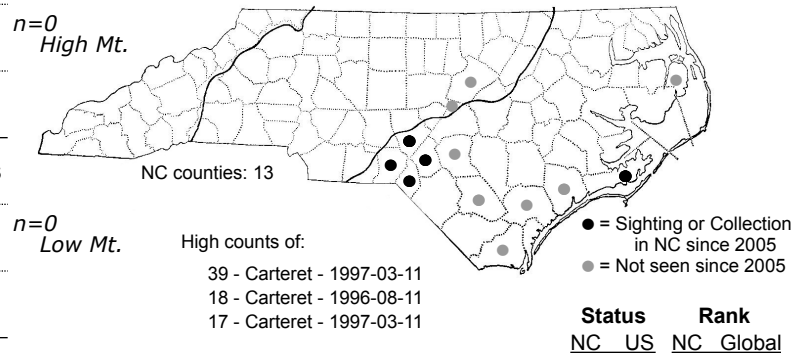 n=0
High Mt.
NC counties: 13
n=0
Low Mt.
High counts of:
39 - Carteret - 1997-03-11
18 - Carteret - 1996-08-11
17 - Carteret - 1997-03-11
= Sighting or Collection
in NC since 2005
= Not seen since 2005
Status Rank
NC US NC Global